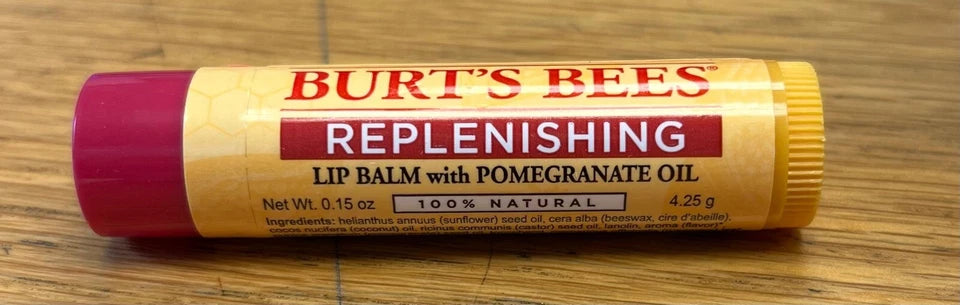 BURT'S BEES®
REPLENISHING
LIP BALM with POMEGRANATE OIL
Net Wt. 0.15 oz 100% NATURAL 4.25 g
Ingredients: helianthus annuus (sunflower) seed oil, cera alba (beeswax, cire d'abeille),
cocos nucifera (coconut) oil, ricinus communis (castor) seed oil, lanolin, aroma (flavor)*,